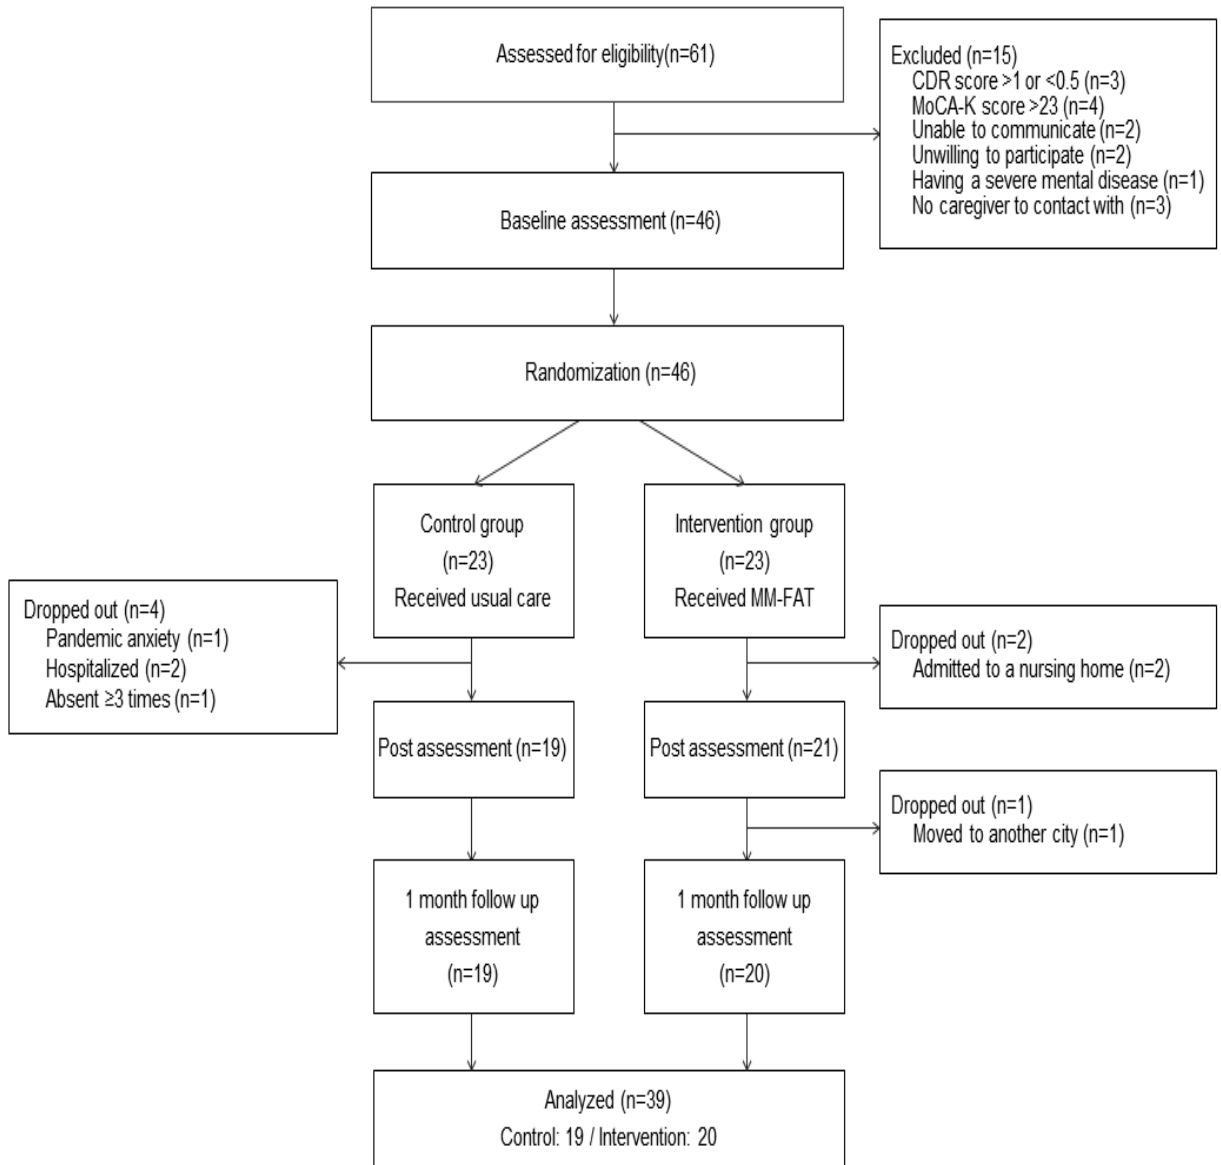 Assessed for eligibility(n=61)
Excluded (n=15)
CDR score >1 or <0.5 (n=3)
MoCA-K score >23 (n=4)
Unable to communicate (n=2)
Unwilling to participate (n=2)
Having a severe mental disease (n=1)
No caregiver to contact with (n=3)
Baseline assessment (n=46)
Randomization (n=46)
Control group
(n=23)
Received usual care
Intervention group
(n=23)
Received MM-FAT
Dropped out (n=4)
Pandemic anxiety (n=1)
Hospitalized (n=2)
Absent ≥3 times (n=1)
Dropped out (n=2)
Admitted to a nursing home (n=2)
Post assessment (n=19)
Post assessment (n=21)
Dropped out (n=1)
Moved to another city (n=1)
1 month follow up
assessment
(n=19)
1 month follow up
assessment
(n=20)
Analyzed (n=39)
Control: 19 / Intervention: 20